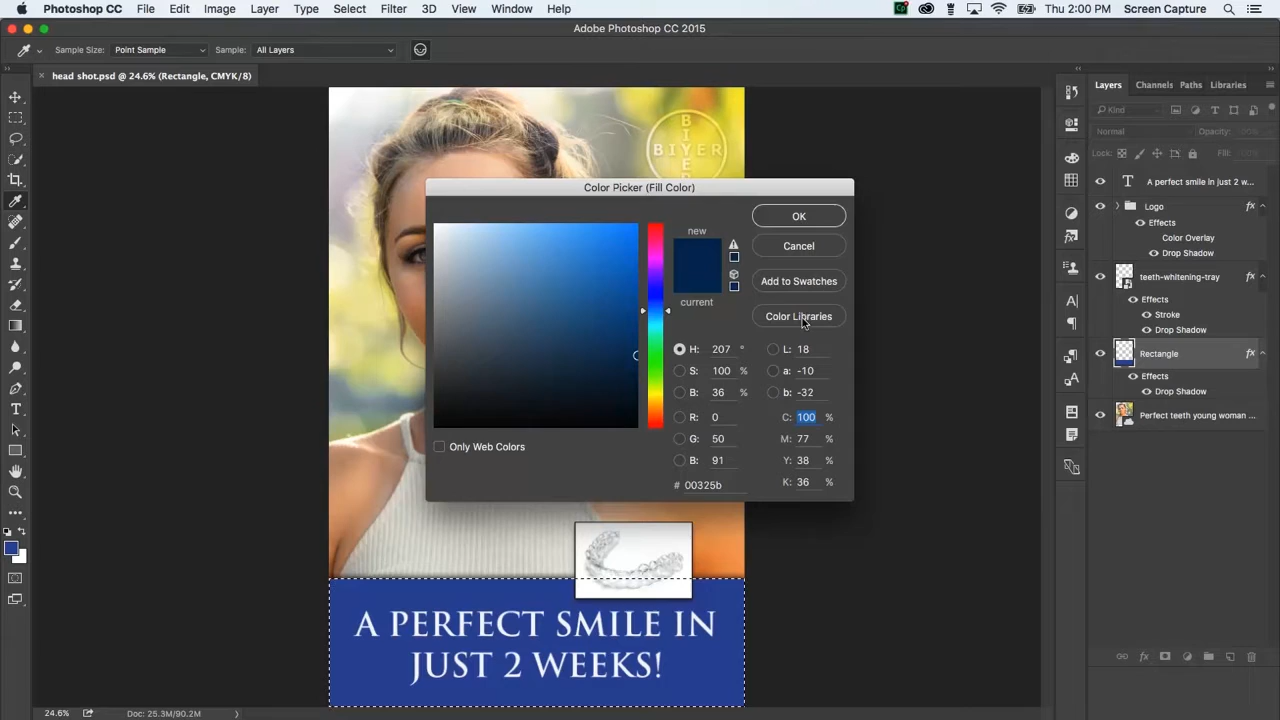 Photoshop CC File Edit Image Layer Type Select Filter 3D View Window Help Thu 2:00 PM Screen Capture
Adobe Photoshop CC 2015
Sample Size: Point Sample Sample: All Layers
head shot.psd @ 24.6% (Rectangle, CMYK/8)
Layers Channels Paths Libraries
Kind
Normal Opacity:
Lock: Fill:
A perfect smile in just 2 w...
Logo fx
Effects
Color Overlay
Drop Shadow
teeth-whitening-tray fx
Effects
Stroke
Drop Shadow
Rectangle fx
Effects
Drop Shadow
Perfect teeth young woman ...
BIYER
BIYER
Color Picker (Fill Color)
new
current
OK
Cancel
Add to Swatches
Color Libraries
H: 207 ° L: 18
S: 100 % a: -10
B: 36 % b: -32
R: 0 C: 100 %
G: 50 M: 77 %
B: 91 Y: 38 %
# 00325b K: 36 %
Only Web Colors
A PERFECT SMILE IN
JUST 2 WEEKS!
24.6% Doc: 25.3M/90.2M